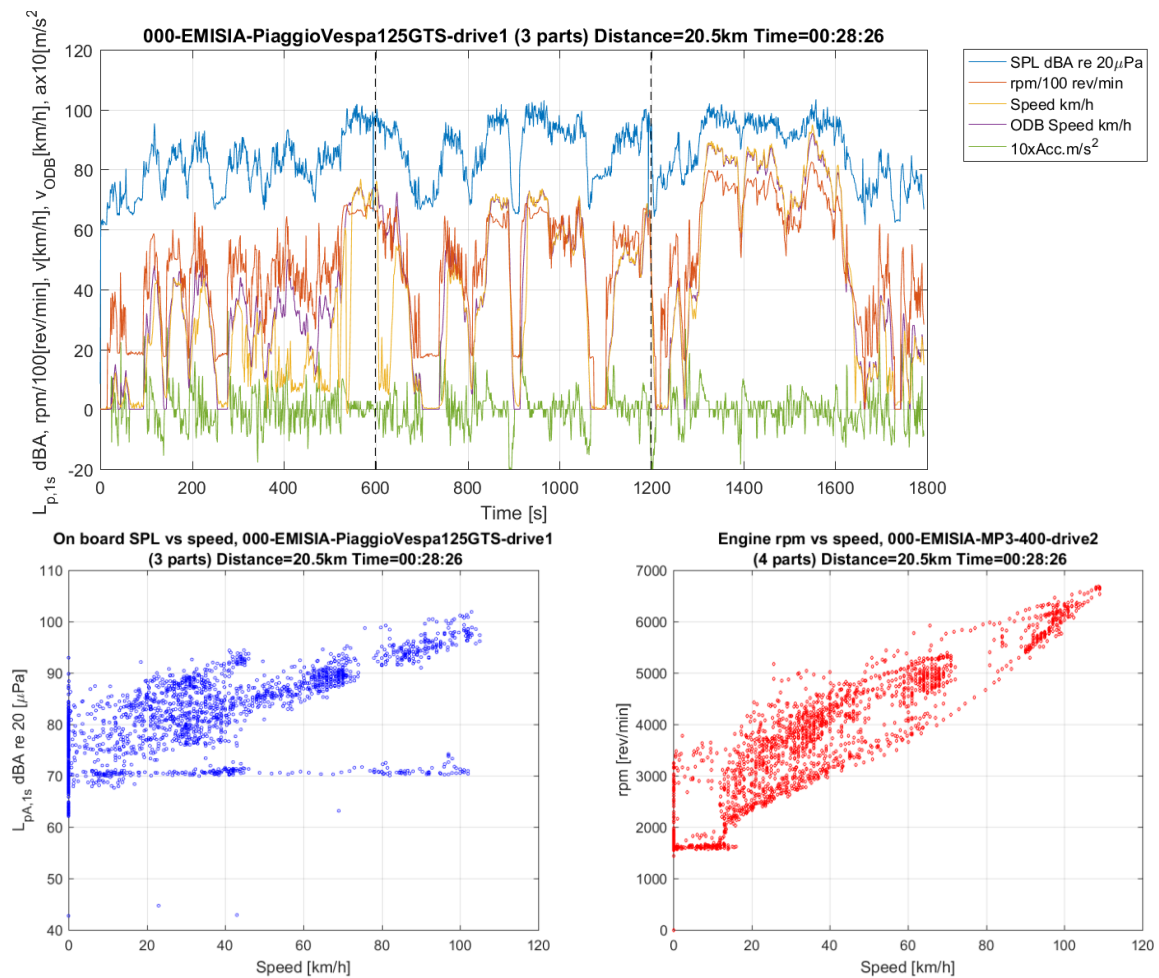 000-EMISIA-PiaggioVespa125GTS-drive1 (3 parts) Distance=20.5km Time=00:28:26
L_p,1s dBA, rpm/100[rev/min], v[km/h], v_ODB[km/h], ax10[m/s²
120
100
80
60
40
20
0
-20
0 200 400 600 800 1000 1200 1400 1600 1800
Time [s]
SPL dBA re 20μPa
rpm/100 rev/min
Speed km/h
ODB Speed km/h
10xAcc.m/s²
On board SPL vs speed, 000-EMISIA-PiaggioVespa125GTS-drive1
(3 parts) Distance=20.5km Time=00:28:26
L_pA,1s dBA re 20 [μPa]
110
100
90
80
70
60
50
40
0 20 40 60 80 100 120
Speed [km/h]
Engine rpm vs speed, 000-EMISIA-MP3-400-drive2
(4 parts) Distance=20.5km Time=00:28:26
rpm [rev/min]
7000
6000
5000
4000
3000
2000
1000
0
0 20 40 60 80 100 120
Speed [km/h]